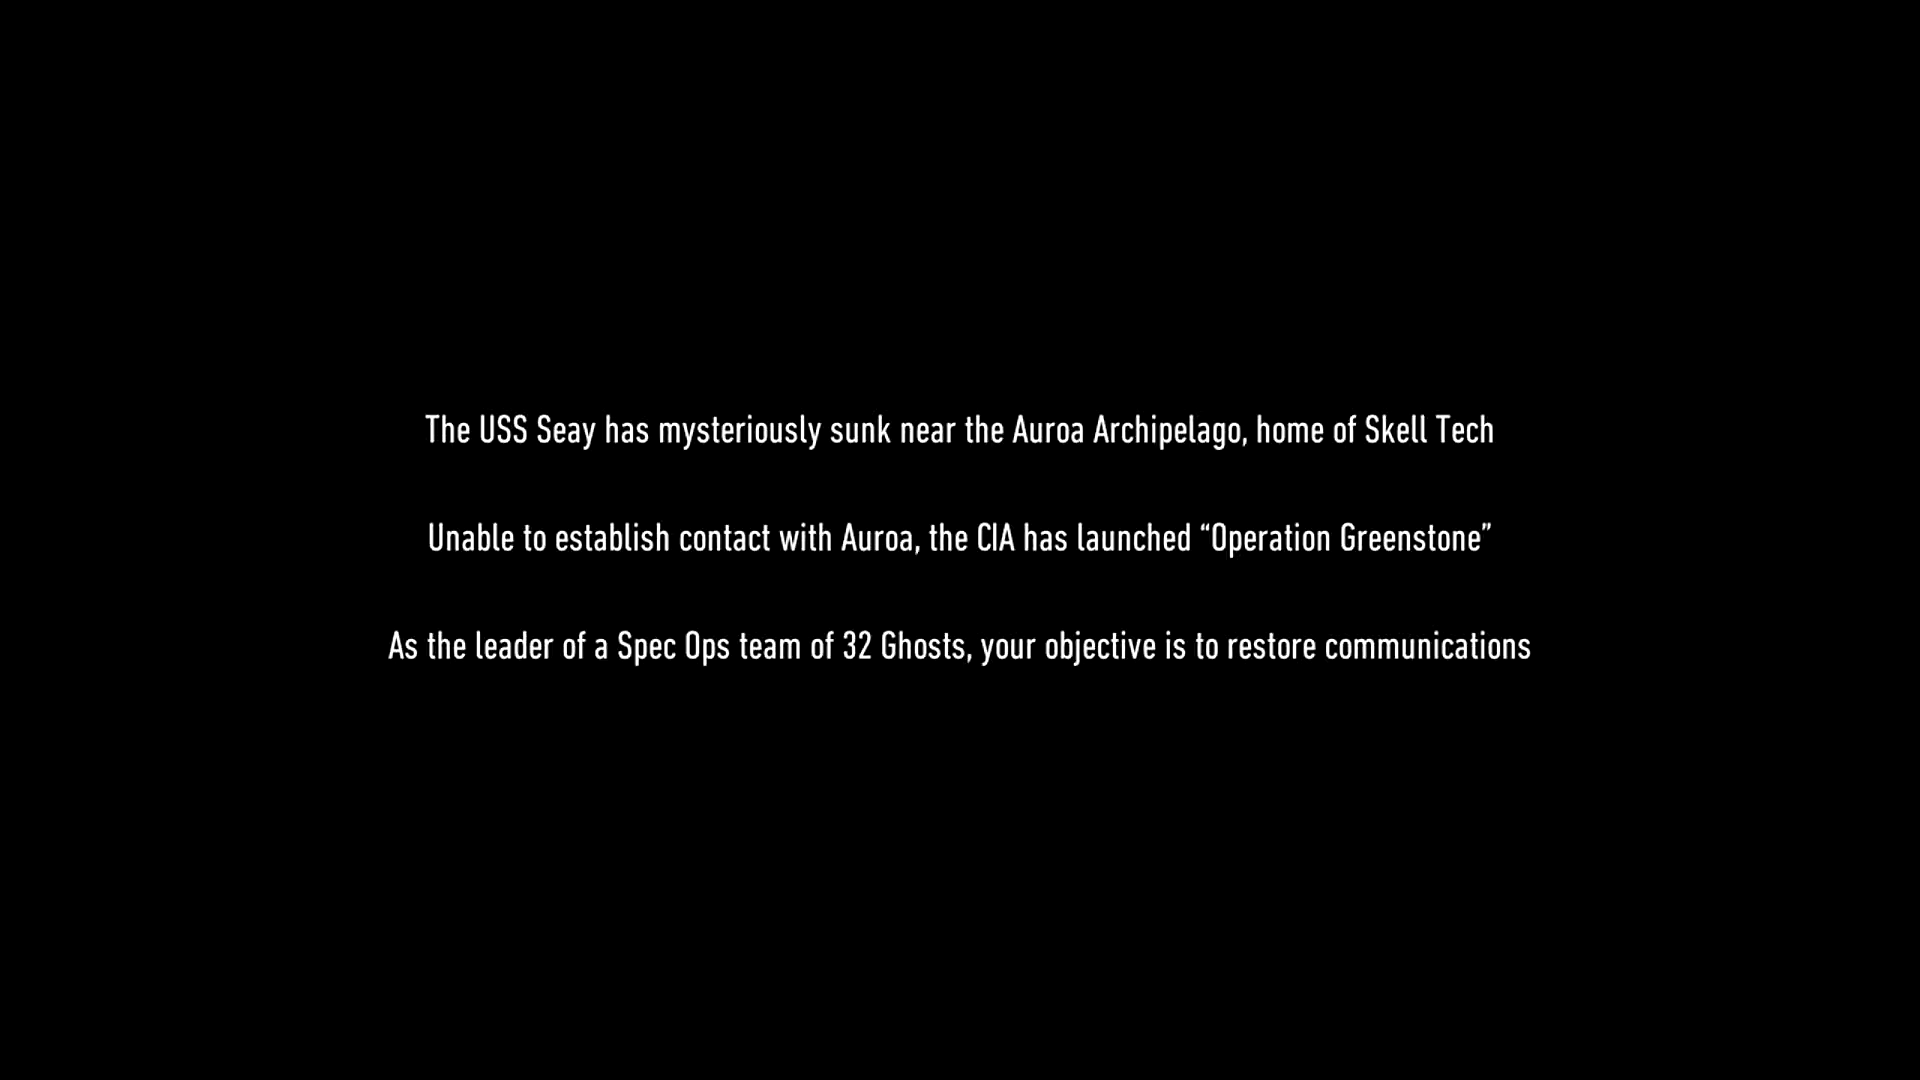 The USS Seay has mysteriously sunk near the Auroa Archipelago, home of Skell Tech
Unable to establish contact with Auroa, the CIA has launched “Operation Greenstone”
As the leader of a Spec Ops team of 32 Ghosts, your objective is to restore communications